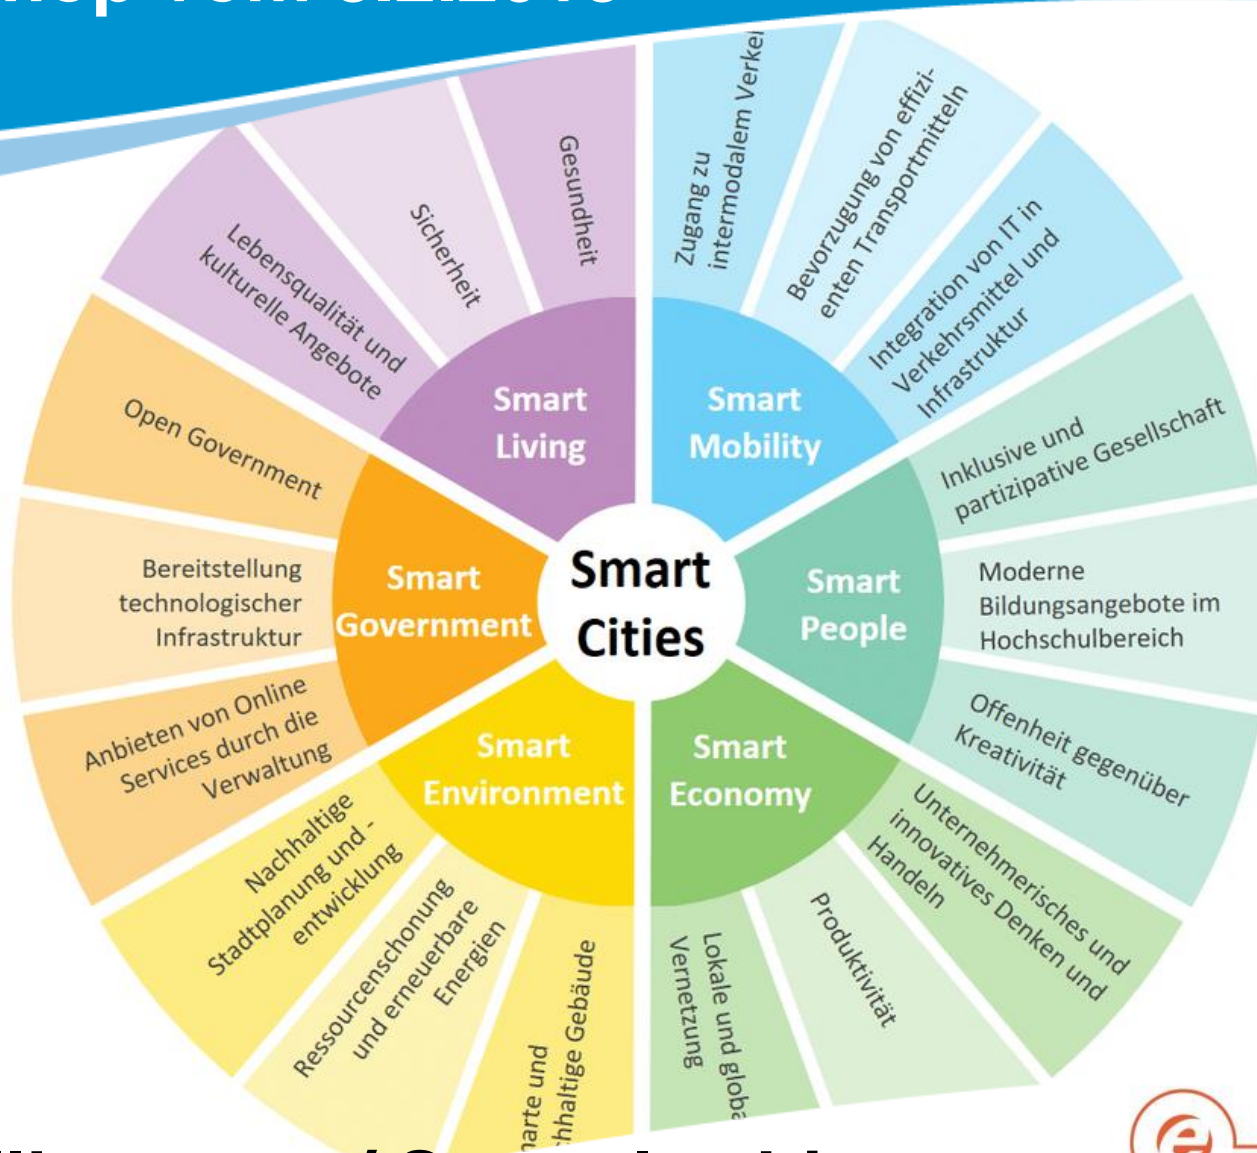 Smart
Cities
Smart
Mobility
Zugang zu
intermodalem
Bevorzugung von effizi-
enten Transportmitteln
Integration von IT in
Verkehrsmittel und
Infrastruktur
Smart
People
Inklusive und
partizipative Gesellschaft
Moderne
Bildungsangebote im
Hochschulbereich
Offenheit gegenüber
Kreativität
Smart
Economy
Unternehmerisches und
innovatives Denken und
Handeln
Produktivität
Lokale und
Vernetzung
Smart
Environment
und
Gebäude
Ressourcenschonung
und erneuerbare
Energien
Nachhaltige
Stadtplanung und -
entwicklung
Smart
Government
Anbieten von Online
Services durch die
Verwaltung
Bereitstellung
technologischer
Infrastruktur
Open Government
Smart
Living
Lebensqualität und
kulturelle Angebote
Sicherheit
Gesundheit